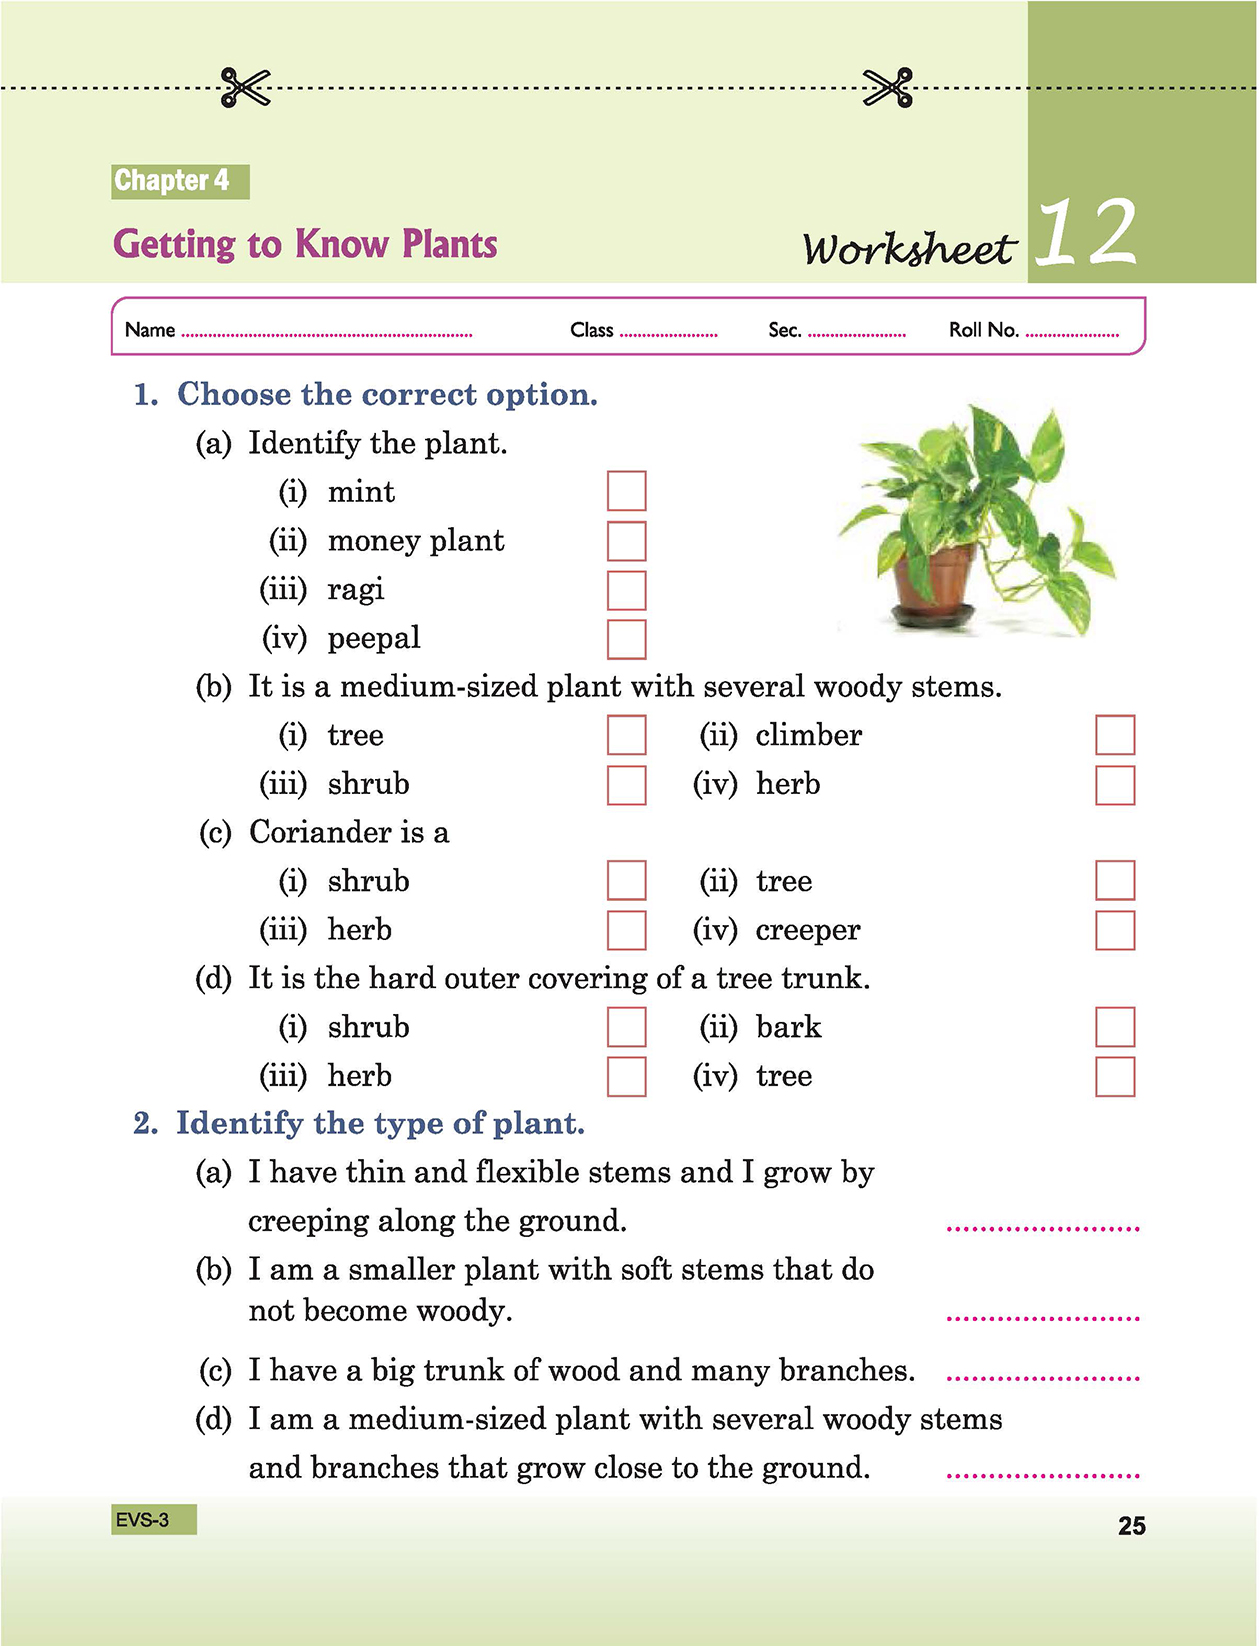 Chapter 4
Getting to Know Plants
Worksheet 12
Name ........................ Class ........................ Sec. ........................ Roll No. ........................
1. Choose the correct option.
(a) Identify the plant.
(i) mint
(ii) money plant
(iii) ragi
(iv) peepal
(b) It is a medium-sized plant with several woody stems.
(i) tree (ii) climber
(iii) shrub (iv) herb
(c) Coriander is a
(i) shrub (ii) tree
(iii) herb (iv) creeper
(d) It is the hard outer covering of a tree trunk.
(i) shrub (ii) bark
(iii) herb (iv) tree
2. Identify the type of plant.
(a) I have thin and flexible stems and I grow by
creeping along the ground. ........................
(b) I am a smaller plant with soft stems that do
not become woody. ........................
(c) I have a big trunk of wood and many branches. ........................
(d) I am a medium-sized plant with several woody stems
and branches that grow close to the ground. ........................
EVS-3 25